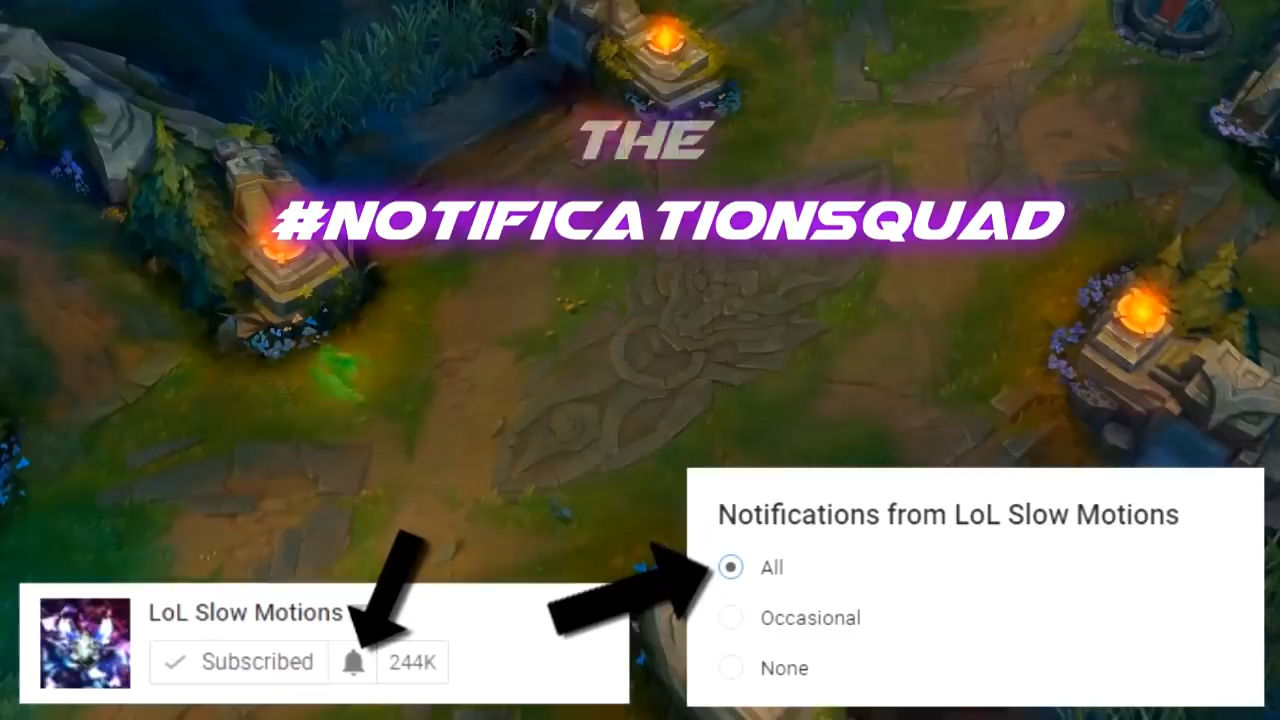 THE
#NOTIFICATIONSQUAD
Notifications from LoL Slow Motions
All
Occasional
None
LoL Slow Motions
Subscribed 244K